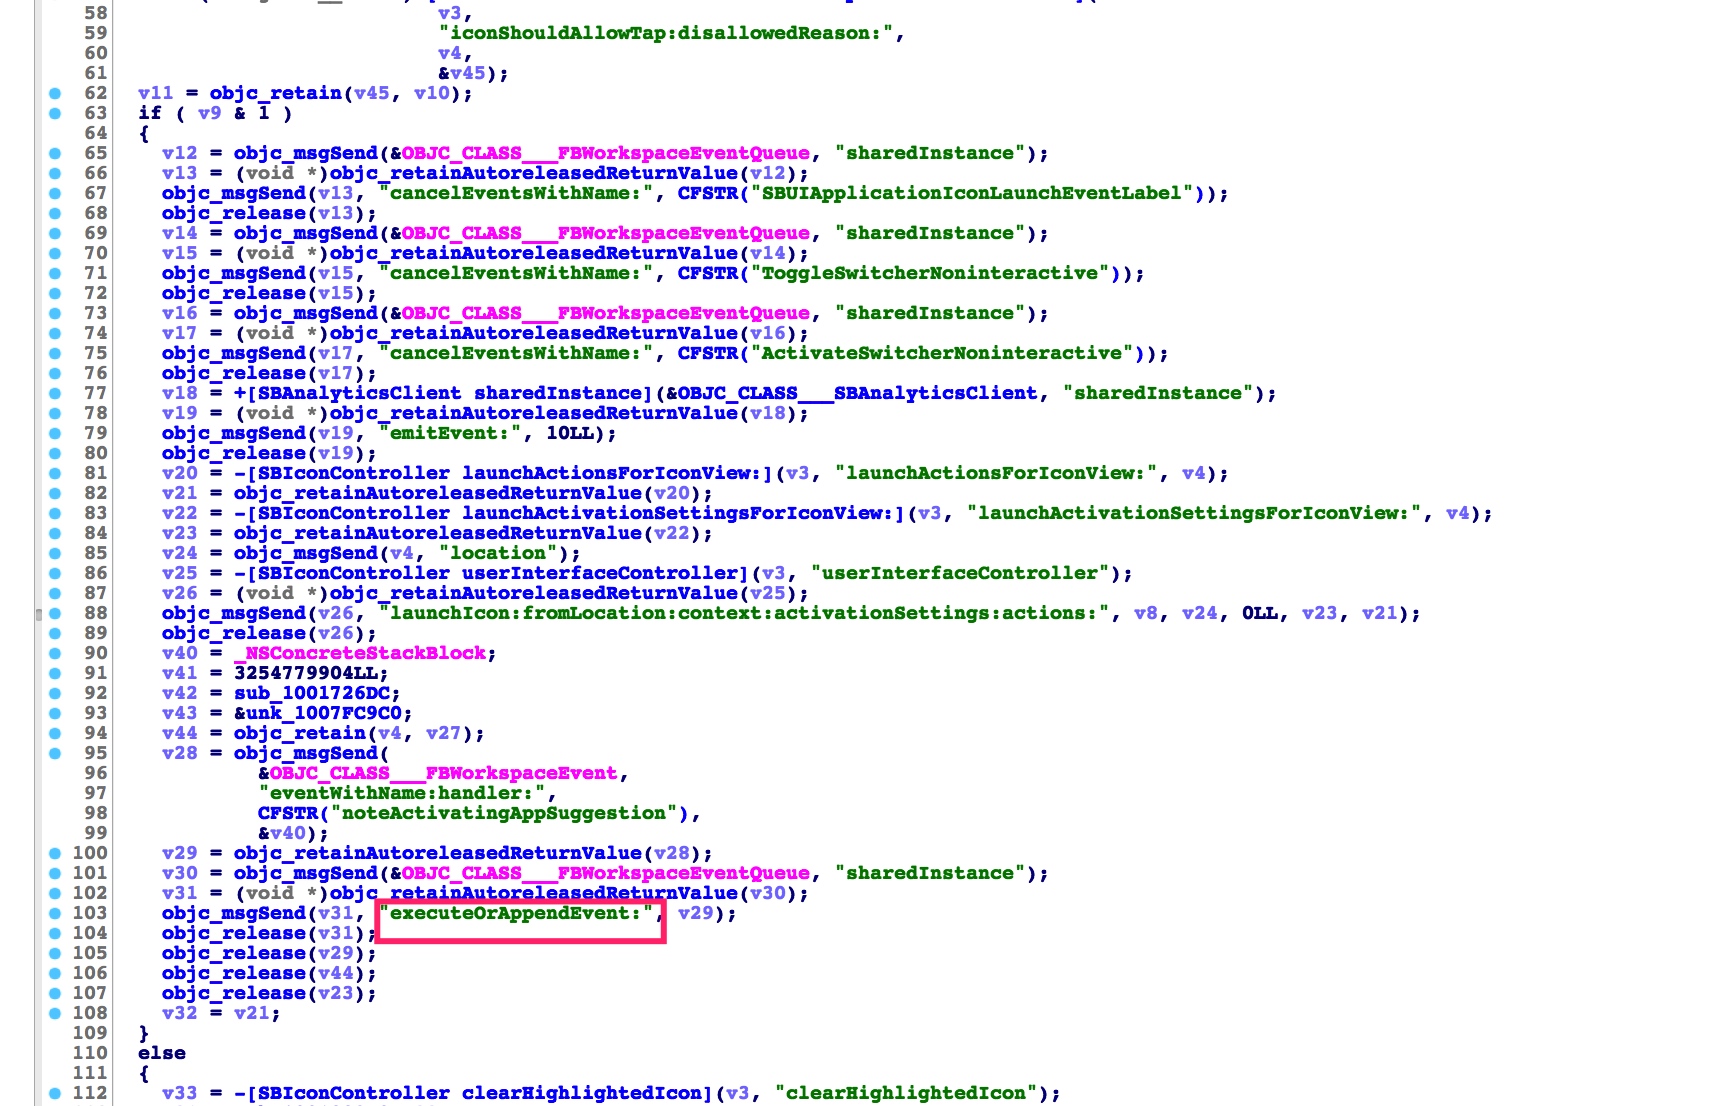 58 v3,
59 "iconShouldAllowTap:disallowedReason:",
60 v4,
61 &v45);
62 v11 = objc_retain(v45, v10);
63 if ( v9 & 1 )
64 {
65 v12 = objc_msgSend(&OBJC_CLASS___FBWorkspaceEventQueue, "sharedInstance");
66 v13 = (void *)objc_retainAutoreleasedReturnValue(v12);
67 objc_msgSend(v13, "cancelEventsWithName:", CFSTR("SBUIApplicationIconLaunchEventLabel"));
68 objc_release(v13);
69 v14 = objc_msgSend(&OBJC_CLASS___FBWorkspaceEventQueue, "sharedInstance");
70 v15 = (void *)objc_retainAutoreleasedReturnValue(v14);
71 objc_msgSend(v15, "cancelEventsWithName:", CFSTR("ToggleSwitcherNoninteractive"));
72 objc_release(v15);
73 v16 = objc_msgSend(&OBJC_CLASS___FBWorkspaceEventQueue, "sharedInstance");
74 v17 = (void *)objc_retainAutoreleasedReturnValue(v16);
75 objc_msgSend(v17, "cancelEventsWithName:", CFSTR("ActivateSwitcherNoninteractive"));
76 objc_release(v17);
77 v18 = +[SBAnalyticsClient sharedInstance](&OBJC_CLASS___SBAnalyticsClient, "sharedInstance");
78 v19 = (void *)objc_retainAutoreleasedReturnValue(v18);
79 objc_msgSend(v19, "emitEvent:", 10LL);
80 objc_release(v19);
81 v20 = -[SBIconController launchActionsForIconView:](v3, "launchActionsForIconView:", v4);
82 v21 = objc_retainAutoreleasedReturnValue(v20);
83 v22 = -[SBIconController launchActivationSettingsForIconView:](v3, "launchActivationSettingsForIconView:", v4);
84 v23 = objc_retainAutoreleasedReturnValue(v22);
85 v24 = objc_msgSend(v4, "location");
86 v25 = -[SBIconController userInterfaceController](v3, "userInterfaceController");
87 v26 = (void *)objc_retainAutoreleasedReturnValue(v25);
88 objc_msgSend(v26, "launchIcon:fromLocation:context:activationSettings:actions:", v8, v24, 0LL, v23, v21);
89 objc_release(v26);
90 v40 = _NSConcreteStackBlock;
91 v41 = 3254779904LL;
92 v42 = sub_1001726DC;
93 v43 = &unk_1007FC9C0;
94 v44 = objc_retain(v4, v27);
95 v28 = objc_msgSend(
96 &OBJC_CLASS___FBWorkspaceEvent,
97 "eventWithName:handler:",
98 CFSTR("noteActivatingAppSuggestion"),
99 &v40);
100 v29 = objc_retainAutoreleasedReturnValue(v28);
101 v30 = objc_msgSend(&OBJC_CLASS___FBWorkspaceEventQueue, "sharedInstance");
102 v31 = (void *)objc_retainAutoreleasedReturnValue(v30);
103 objc_msgSend(v31, "executeOrAppendEvent:", v29);
104 objc_release(v31);
105 objc_release(v29);
106 objc_release(v44);
107 objc_release(v23);
108 v32 = v21;
109 }
110 else
111 {
112 v33 = -[SBIconController clearHighlightedIcon](v3, "clearHighlightedIcon");